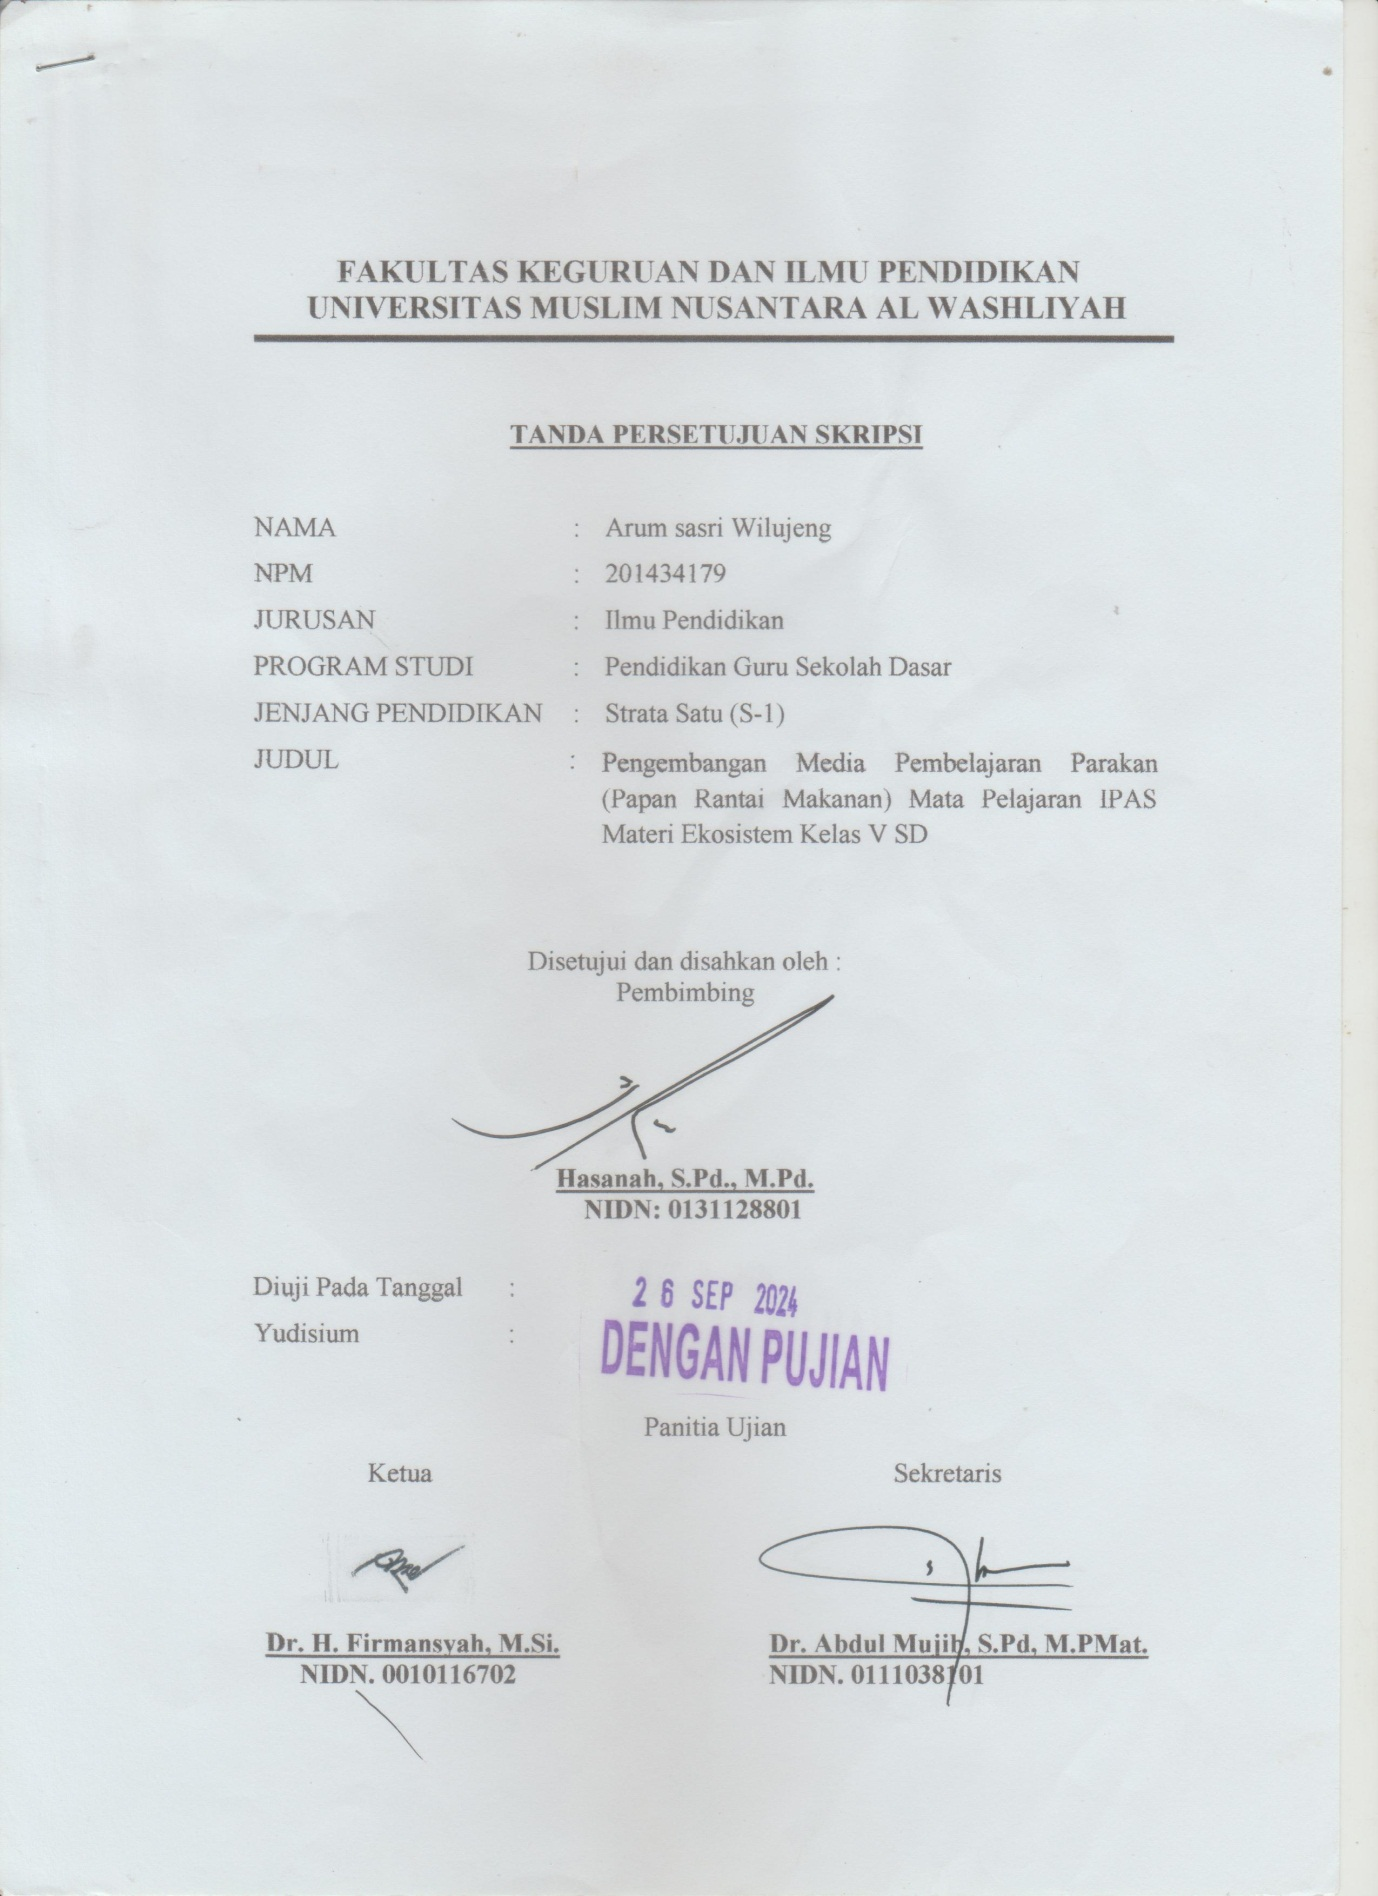 FAKULTAS KEGURUAN DAN ILMU PENDIDIKAN
UNIVERSITAS MUSLIM NUSANTARA AL WASHLIYAH
TANDA PERSETUJUAN SKRIPSI
NAMA : Arum sasri Wilujeng
NPM : 201434179
JURUSAN : Ilmu Pendidikan
PROGRAM STUDI : Pendidikan Guru Sekolah Dasar
JENJANG PENDIDIKAN : Strata Satu (S-1)
JUDUL : Pengembangan Media Pembelajaran Parakan
(Papan Rantai Makanan) Mata Pelajaran IPAS
Materi Ekosistem Kelas V SD
Disetujui dan disahkan oleh :
Pembimbing
Hasanah, S.Pd., M.Pd.
NIDN: 0131128801
Diuji Pada Tanggal : 26 SEP 2024
Yudisium : DENGAN PUJIAN
Panitia Ujian
Ketua Sekretaris
Dr. H. Firmansyah, M.Si. Dr. Abdul Mujib, S.Pd, M.PMat.
NIDN. 0010116702 NIDN. 0111038101